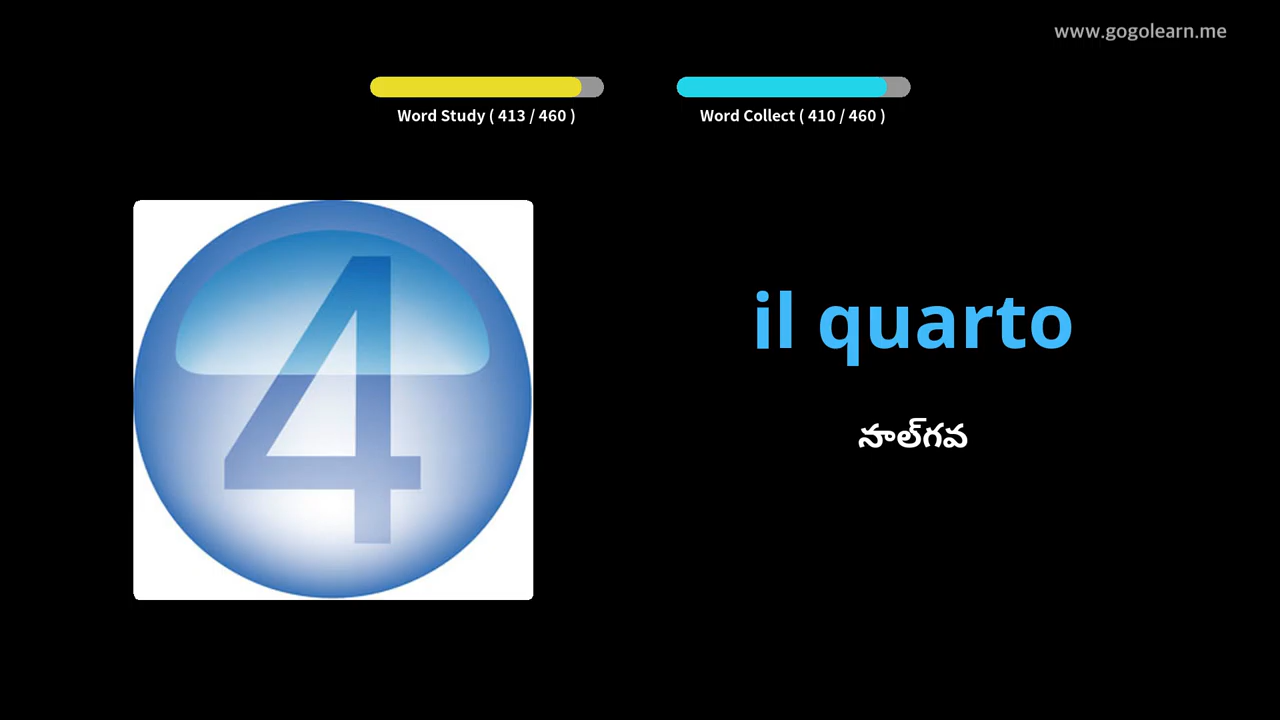 www.gogolearn.me
Word Study ( 413 / 460 )
Word Collect ( 410 / 460 )
4
il quarto
నాల్‌గవ